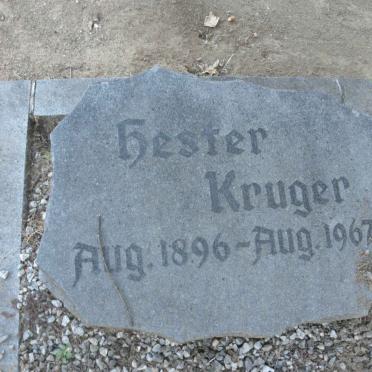 Hester
Kruger
Aug. 1896 - Aug. 1967